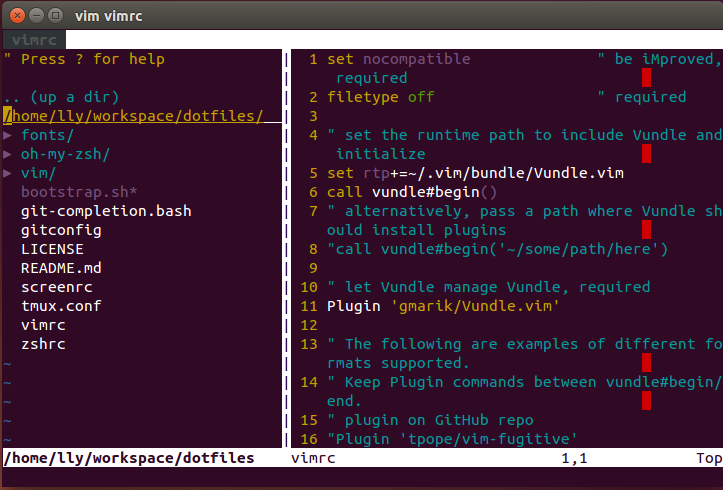 vim vimrc
vimrc
" Press ? for help
.. (up a dir)
/home/lly/workspace/dotfiles/
▶ fonts/
▶ oh-my-zsh/
▶ vim/
bootstrap.sh*
git-completion.bash
gitconfig
LICENSE
README.md
screenrc
tmux.conf
vimrc
zshrc
~
~
~
~
~
/home/lly/workspace/dotfiles
1 set nocompatible " be iMproved,
required
2 filetype off " required
3
4 " set the runtime path to include Vundle and
initialize
5 set rtp+=~/.vim/bundle/Vundle.vim
6 call vundle#begin()
7 " alternatively, pass a path where Vundle sh
ould install plugins
8 "call vundle#begin('~/some/path/here')
9
10 " let Vundle manage Vundle, required
11 Plugin 'gmarik/Vundle.vim'
12
13 " The following are examples of different fo
rmats supported.
14 " Keep Plugin commands between vundle#begin/
end.
15 " plugin on GitHub repo
16 "Plugin 'tpope/vim-fugitive'
vimrc 1,1 Top